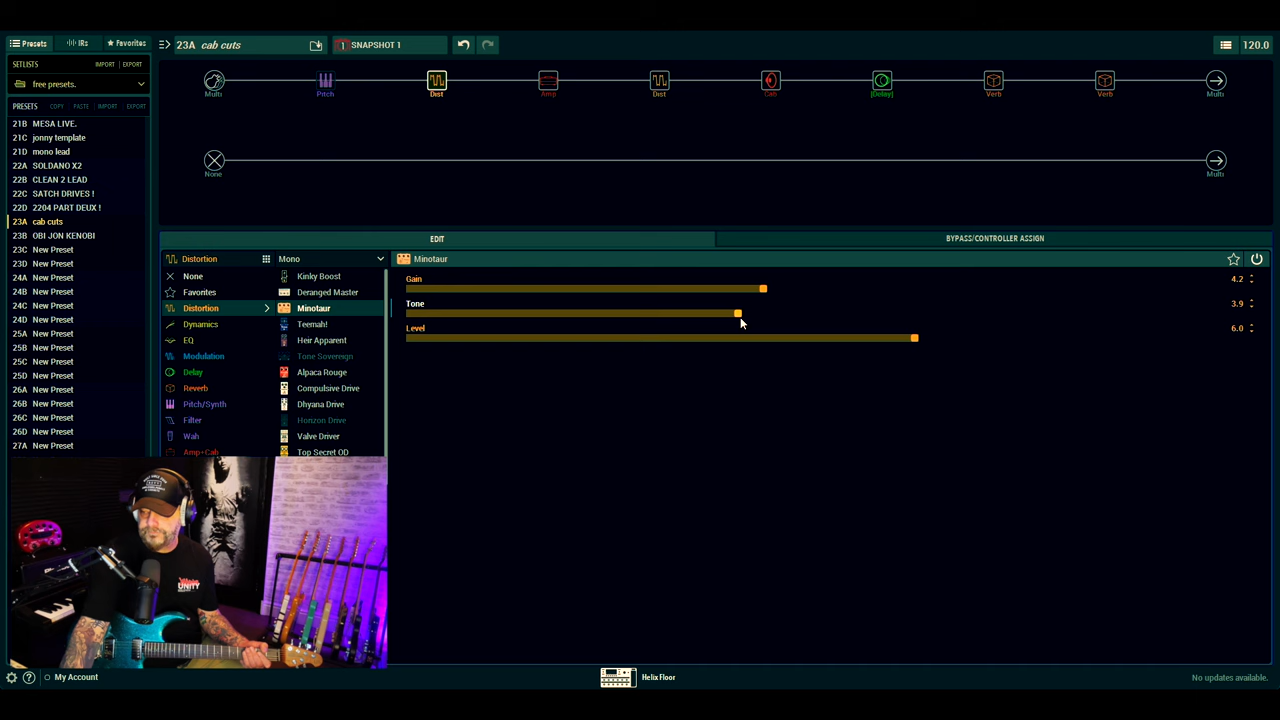 Presets IRs Favorites 23A cab cuts 1 SNAPSHOT 1 120.0
SETLISTS IMPORT EXPORT
free presets.
PRESETS COPY PASTE IMPORT EXPORT
21B MESA LIVE.
21C jonny template
21D mono lead
22A SOLDANO X2
22B CLEAN 2 LEAD
22C SATCH DRIVES !
22D 2204 PART DEUX !
23A cab cuts
23B OBI JON KENOBI
23C New Preset
23D New Preset
24A New Preset
24B New Preset
24C New Preset
24D New Preset
25A New Preset
25B New Preset
25C New Preset
25D New Preset
26A New Preset
26B New Preset
26C New Preset
26D New Preset
27A New Preset
Multi Pitch Dist Amp Dist Cab [Delay] Verb Verb Multi
None Multi
EDIT BYPASS/CONTROLLER ASSIGN
Distortion Mono
None
Favorites
Distortion
Dynamics
EQ
Modulation
Delay
Reverb
Pitch/Synth
Filter
Wah
Amp+Cab
Kinky Boost
Deranged Master
Minotaur
Teemah!
Heir Apparent
Tone Sovereign
Alpaca Rouge
Compulsive Drive
Dhyana Drive
Horizon Drive
Valve Driver
Top Secret OD
Minotaur
Gain 4.2
Tone 3.9
Level 6.0
UNITY
? My Account Helix Floor No updates available.